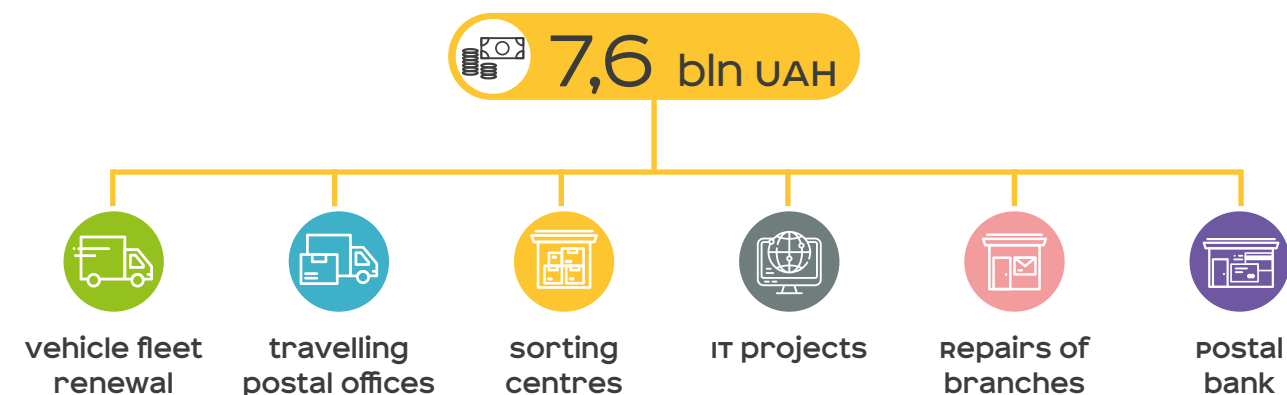 7,6 bln UAH
vehicle fleet
renewal
travelling
postal offices
sorting
centres
IT projects
Repairs of
branches
Postal
bank